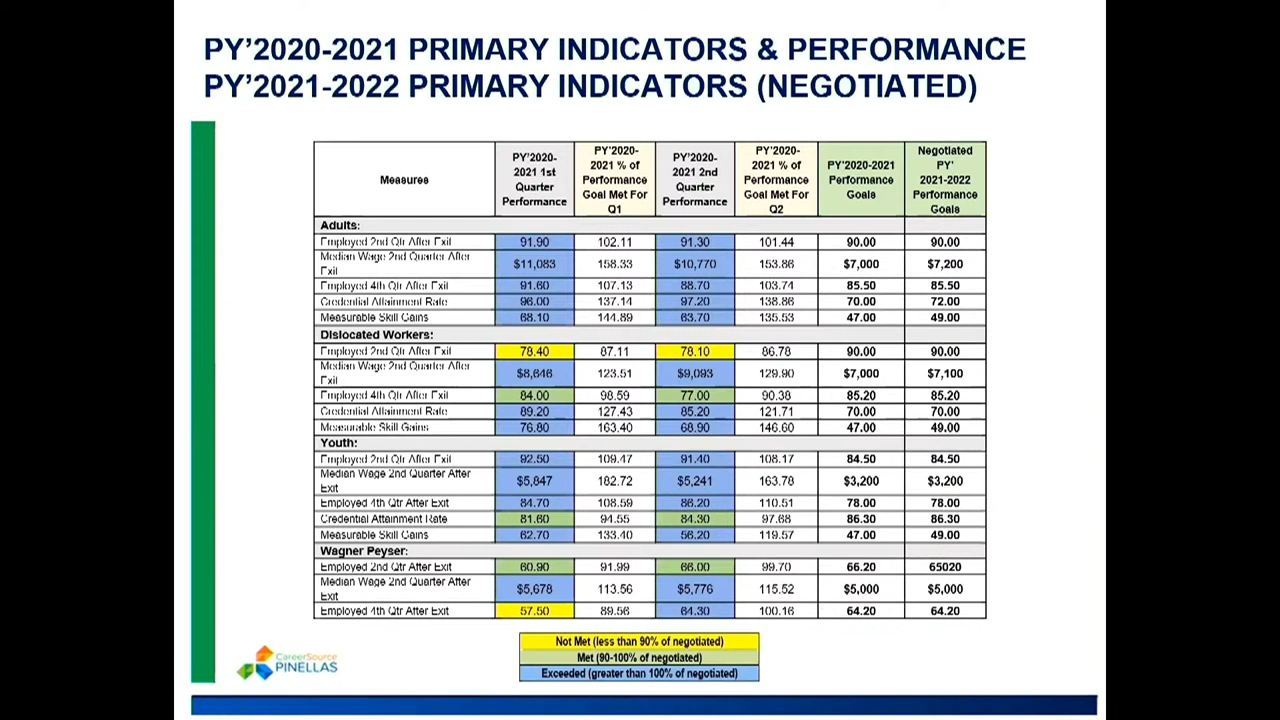 PY’2020-2021 PRIMARY INDICATORS & PERFORMANCE
PY’2021-2022 PRIMARY INDICATORS (NEGOTIATED)
Measures PY’2020-2021 1st Quarter Performance PY’2020-2021 % of Performance Goal Met For Q1 PY’2020-2021 2nd Quarter Performance PY’2020-2021 % of Performance Goal Met For Q2 PY’2020-2021 Performance Goals Negotiated PY’ 2021-2022 Performance Goals
Adults:
Employed 2nd Qtr After Exit 91.90 102.11 91.30 101.44 90.00 90.00
Median Wage 2nd Quarter After Exit $11,083 158.33 $10,770 153.86 $7,000 $7,200
Employed 4th Qtr After Exit 91.60 107.13 88.70 103.74 85.50 85.50
Credential Attainment Rate 96.00 137.14 97.20 138.86 70.00 72.00
Measurable Skill Gains 68.10 144.89 63.70 135.53 47.00 49.00
Dislocated Workers:
Employed 2nd Qtr After Exit 78.40 87.11 78.10 86.78 90.00 90.00
Median Wage 2nd Quarter After Exit $8,646 123.51 $9,093 129.90 $7,000 $7,100
Employed 4th Qtr After Exit 84.00 98.59 77.00 90.38 85.20 85.20
Credential Attainment Rate 89.20 127.43 85.20 121.71 70.00 70.00
Measurable Skill Gains 76.80 163.40 68.90 146.60 47.00 49.00
Youth:
Employed 2nd Qtr After Exit 92.50 109.47 91.40 108.17 84.50 84.50
Median Wage 2nd Quarter After Exit $5,847 182.72 $5,241 163.78 $3,200 $3,200
Employed 4th Qtr After Exit 84.70 108.59 86.20 110.51 78.00 78.00
Credential Attainment Rate 81.60 94.55 84.30 97.68 86.30 86.30
Measurable Skill Gains 62.70 133.40 56.20 119.57 47.00 49.00
Wagner Peyser:
Employed 2nd Qtr After Exit 60.90 91.99 66.00 99.70 66.20 65020
Median Wage 2nd Quarter After Exit $5,678 113.56 $5,776 115.52 $5,000 $5,000
Employed 4th Qtr After Exit 57.50 89.56 64.30 100.16 64.20 64.20
Not Met (less than 90% of negotiated)
Met (90-100% of negotiated)
Exceeded (greater than 100% of negotiated)
CareerSource
PINELLAS